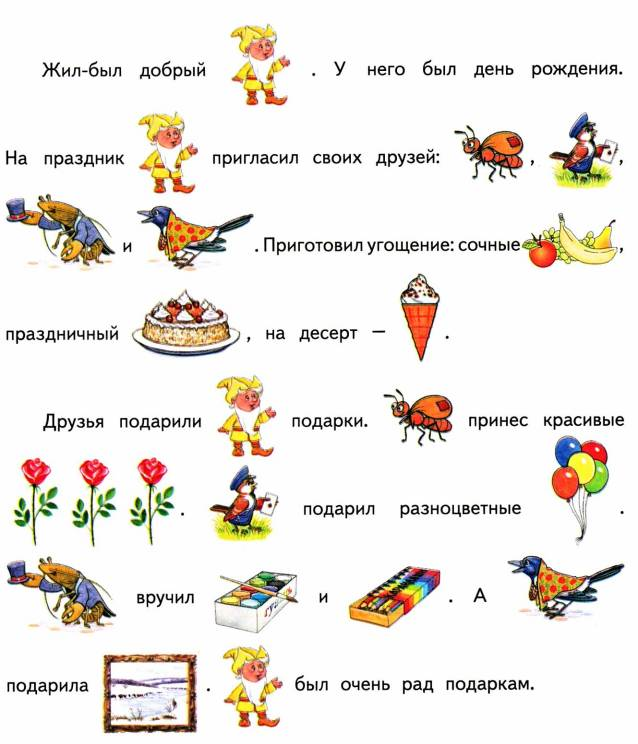 Жил-был добрый . У него был день рождения.
На праздник пригласил своих друзей: , ,
и . Приготовил угощение: сочные ,
праздничный , на десерт – .
Друзья подарили подарки. принес красивые
. подарил разноцветные .
вручил и . А
подарила . был очень рад подаркам.